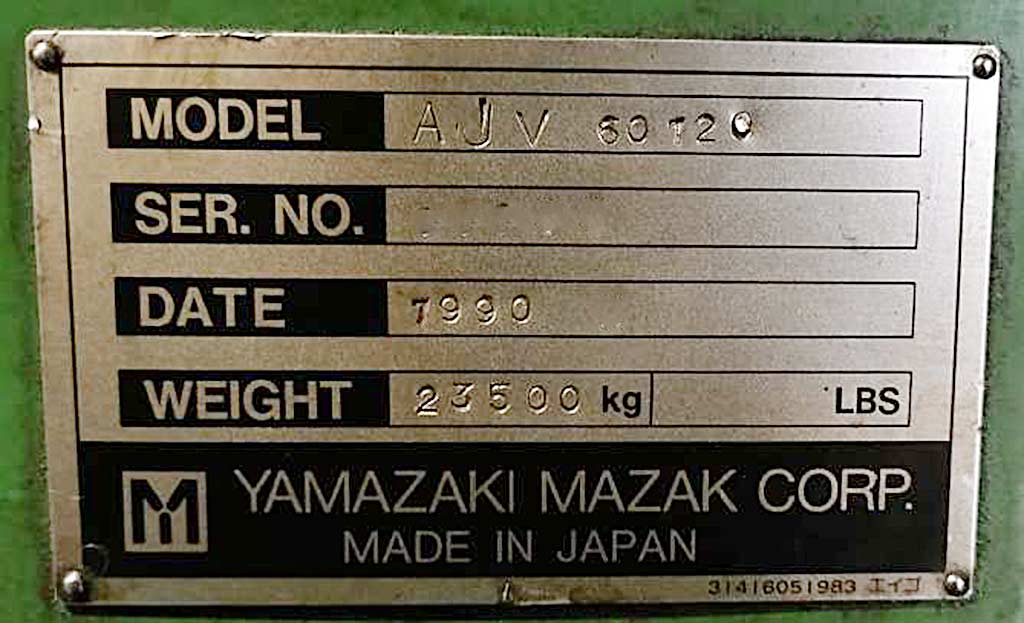 MODEL AJV 60120
SER. NO.
DATE 1990
WEIGHT 23500 kg LBS
M YAMAZAKI MAZAK CORP.
MADE IN JAPAN
31416051983 エイゴ